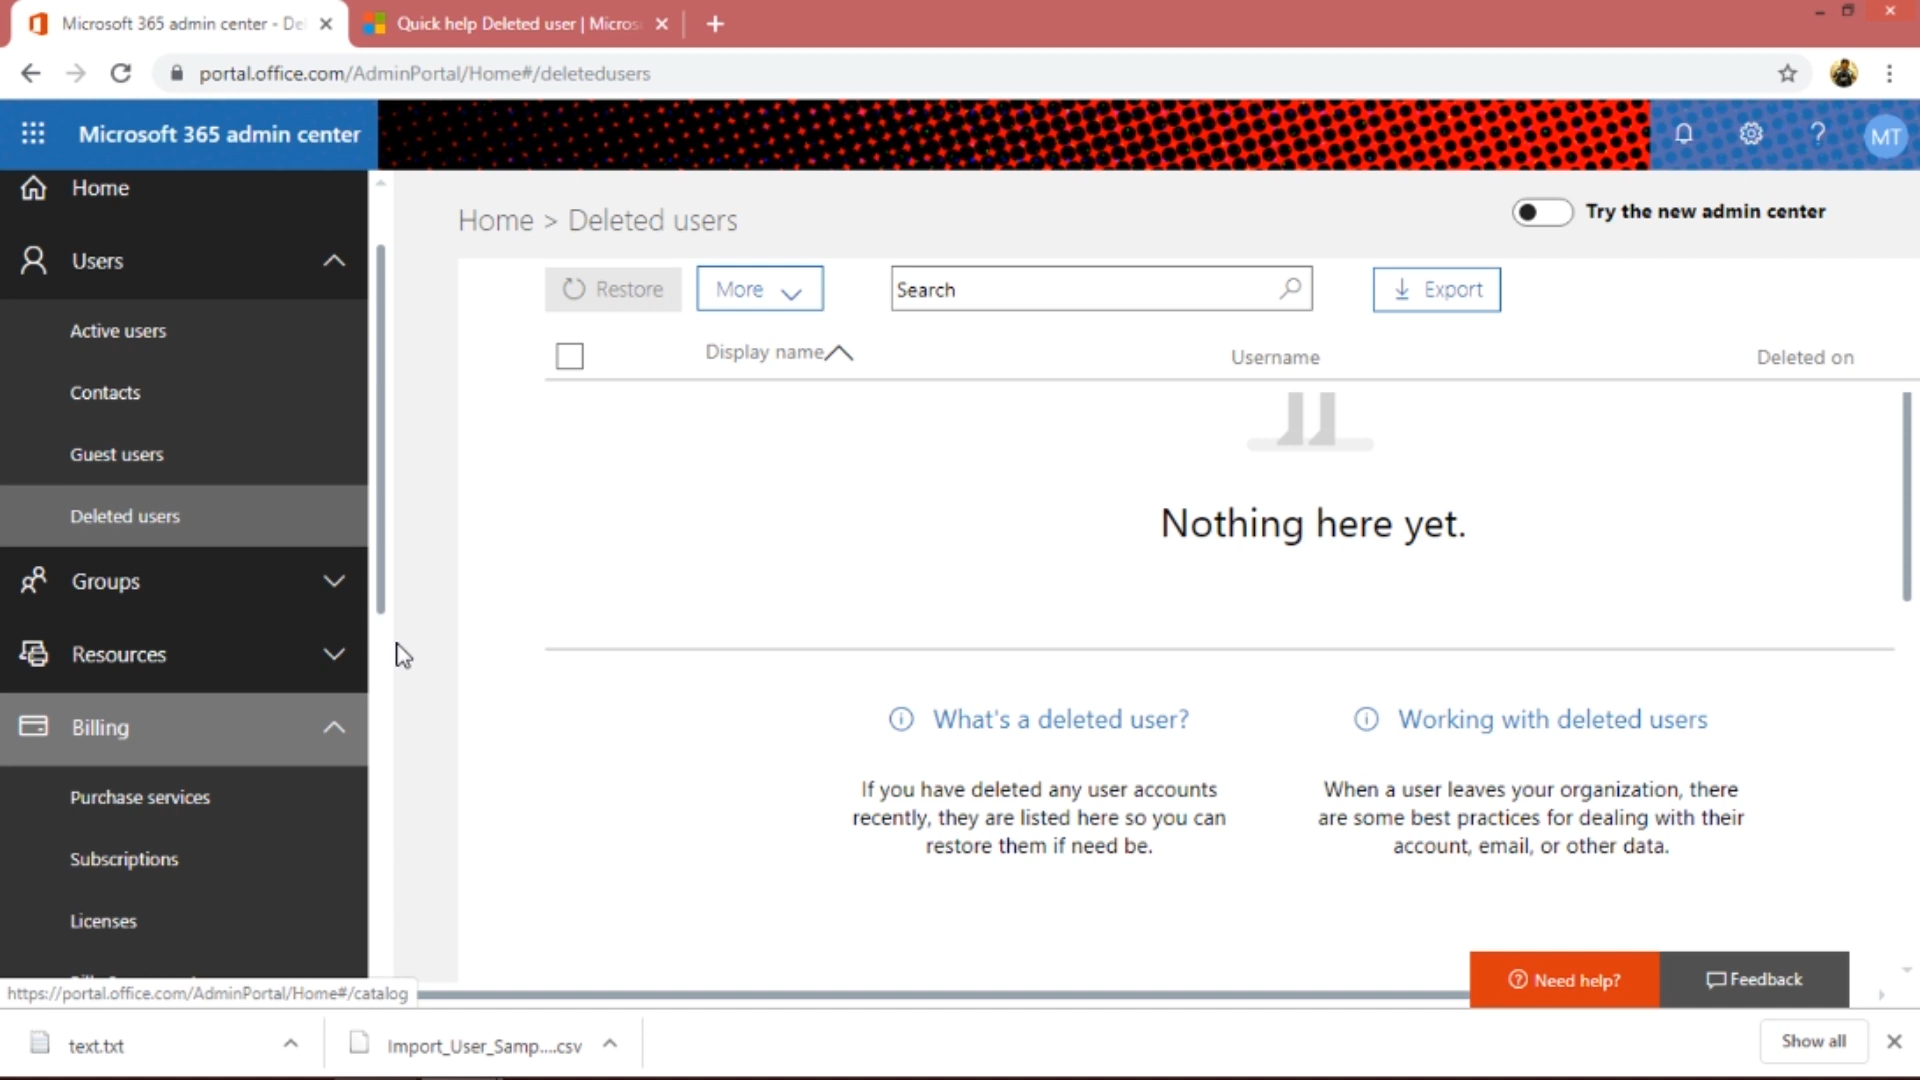 Microsoft 365 admin center - De
Quick help Deleted user | Micros
portal.office.com/AdminPortal/Home#/deletedusers
Microsoft 365 admin center
MT
Home
Users
Active users
Contacts
Guest users
Deleted users
Groups
Resources
Billing
Purchase services
Subscriptions
Licenses
https://portal.office.com/AdminPortal/Home#/catalog
Home > Deleted users
Try the new admin center
Restore
More
Search
Export
Display name
Username
Deleted on
Nothing here yet.
What's a deleted user?
If you have deleted any user accounts
recently, they are listed here so you can
restore them if need be.
Working with deleted users
When a user leaves your organization, there
are some best practices for dealing with their
account, email, or other data.
Need help?
Feedback
text.txt
Import_User_Samp....csv
Show all